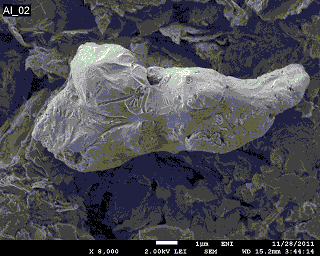 Al_02
1µm ENI 11/28/2011
X 8,000 2.00kV LEI SEM WD 15.2mm 3:44:14